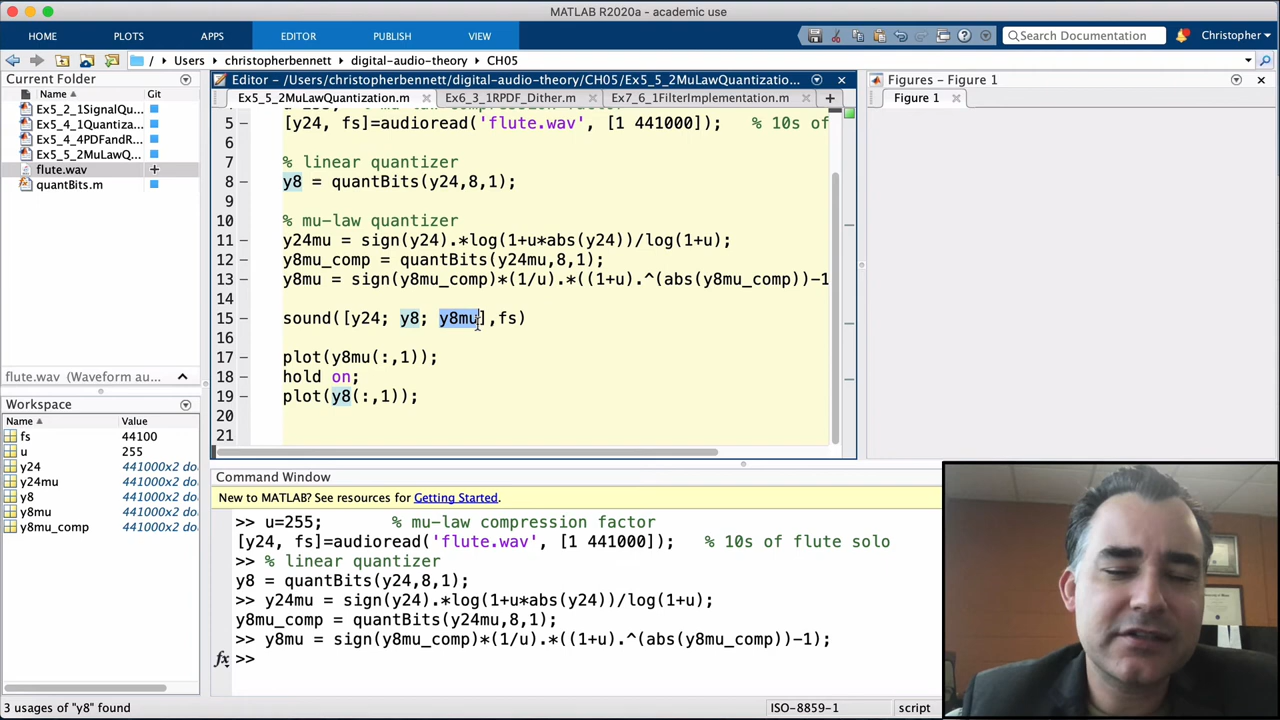 MATLAB R2020a - academic use
HOME PLOTS APPS EDITOR PUBLISH VIEW Search Documentation Christopher
/ Users christopherbennett digital-audio-theory CH05
Current Folder
Name Git
Ex5_2_1SignalQu...
Ex5_4_1Quantiza...
Ex5_4_4PDFandR...
Ex5_5_2MuLawQ...
flute.wav
quantBits.m
flute.wav (Waveform au...
Workspace
Name Value
fs 44100
u 255
y24 441000x2 do
y24mu 441000x2 do
y8 441000x2 do
y8mu 441000x2 do
y8mu_comp 441000x2 do
3 usages of "y8" found
Editor - /Users/christopherbennett/digital-audio-theory/CH05/Ex5_5_2MuLawQuantizatio...
Ex5_5_2MuLawQuantization.m Ex6_3_1RPDF_Dither.m Ex7_6_1FilterImplementation.m
5 [y24, fs]=audioread('flute.wav', [1 441000]); % 10s of
6
7 % linear quantizer
8 y8 = quantBits(y24,8,1);
9
10 % mu-law quantizer
11 y24mu = sign(y24).*log(1+u*abs(y24))/log(1+u);
12 y8mu_comp = quantBits(y24mu,8,1);
13 y8mu = sign(y8mu_comp)*(1/u).*((1+u).^(abs(y8mu_comp))-1
14
15 sound([y24; y8; y8mu],fs)
16
17 plot(y8mu(:,1));
18 hold on;
19 plot(y8(:,1));
20
21
Figures - Figure 1
Figure 1
Command Window
New to MATLAB? See resources for Getting Started.
>> u=255; % mu-law compression factor
[y24, fs]=audioread('flute.wav', [1 441000]); % 10s of flute solo
>> % linear quantizer
y8 = quantBits(y24,8,1);
>> y24mu = sign(y24).*log(1+u*abs(y24))/log(1+u);
y8mu_comp = quantBits(y24mu,8,1);
>> y8mu = sign(y8mu_comp)*(1/u).*((1+u).^(abs(y8mu_comp))-1);
fx >>
ISO-8859-1 script